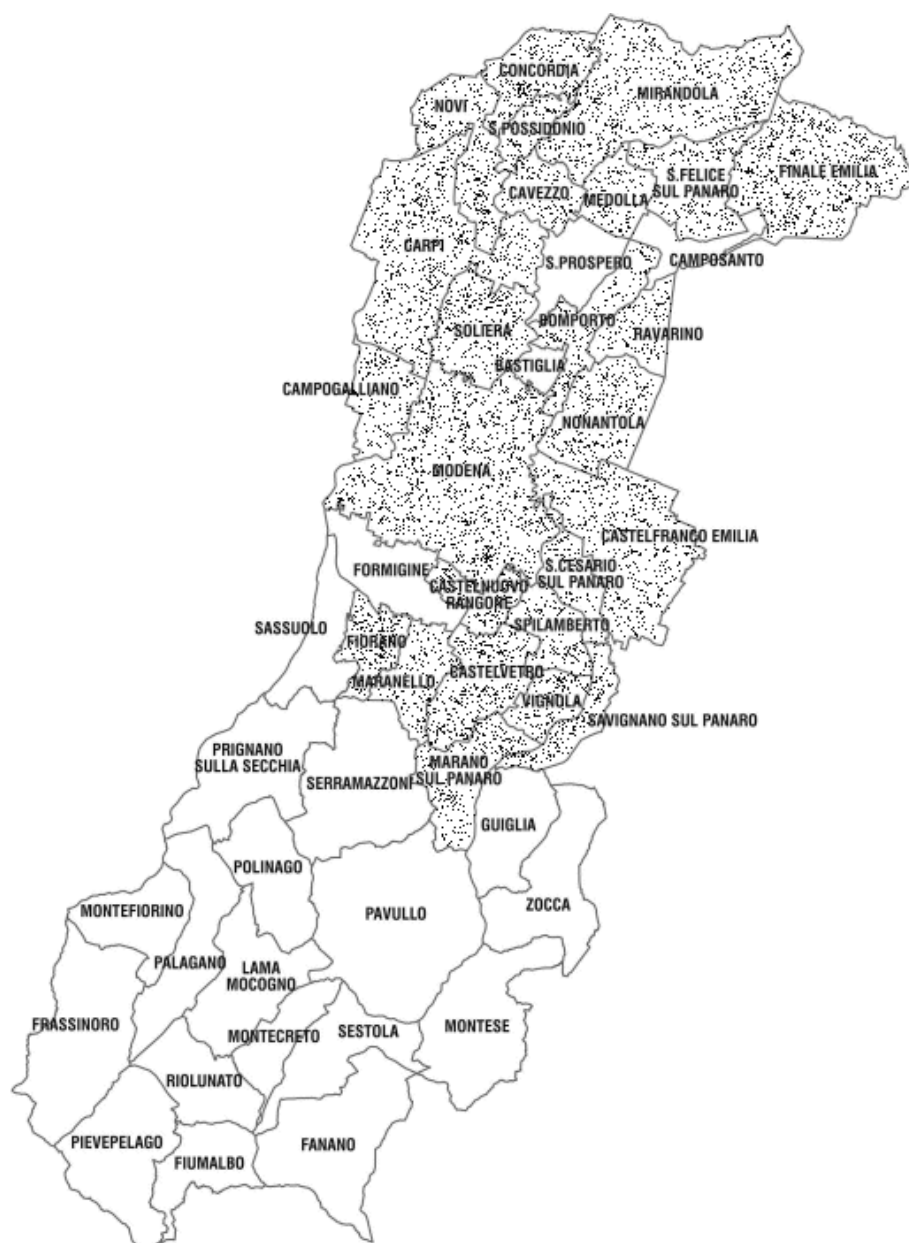 CONCORDIA
MIRANDOLA
NOVI
S.POSSIDONIO
FINALE EMILIA
S.FELICE
SUL PANARO
CAVEZZO
MEDOLLA
CARPI
S.PROSPERO
CAMPOSANTO
BOMPORTO
SOLIERA
RAVARINO
BASTIGLIA
CAMPOGALLIANO
NONANTOLA
MODENA
CASTELFRANCO EMILIA
FORMIGINE
S.CESARIO
SUL PANARO
CASTELNUOVO
RANGONE
SPILAMBERTO
SASSUOLO
FIORANO
MARANELLO
CASTELVETRO
VIGNOLA
SAVIGNANO SUL PANARO
PRIGNANO
SULLA SECCHIA
MARANO
SUL PANARO
SERRAMAZZONI
GUIGLIA
POLINAGO
ZOCCA
MONTEFIORINO
PAVULLO
PALAGANO
LAMA
MOCOGNO
FRASSINORO
MONTECRETO
SESTOLA
MONTESE
RIOLUNATO
PIEVEPELAGO
FANANO
FIUMALBO